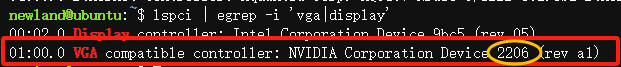 newland@ubuntu:~$ lspci | egrep -i 'vga|display'
00:02.0 Display controller: Intel Corporation Device 9bc5 (rev 05)
01:00.0 VGA compatible controller: NVIDIA Corporation Device 2206 (rev a1)